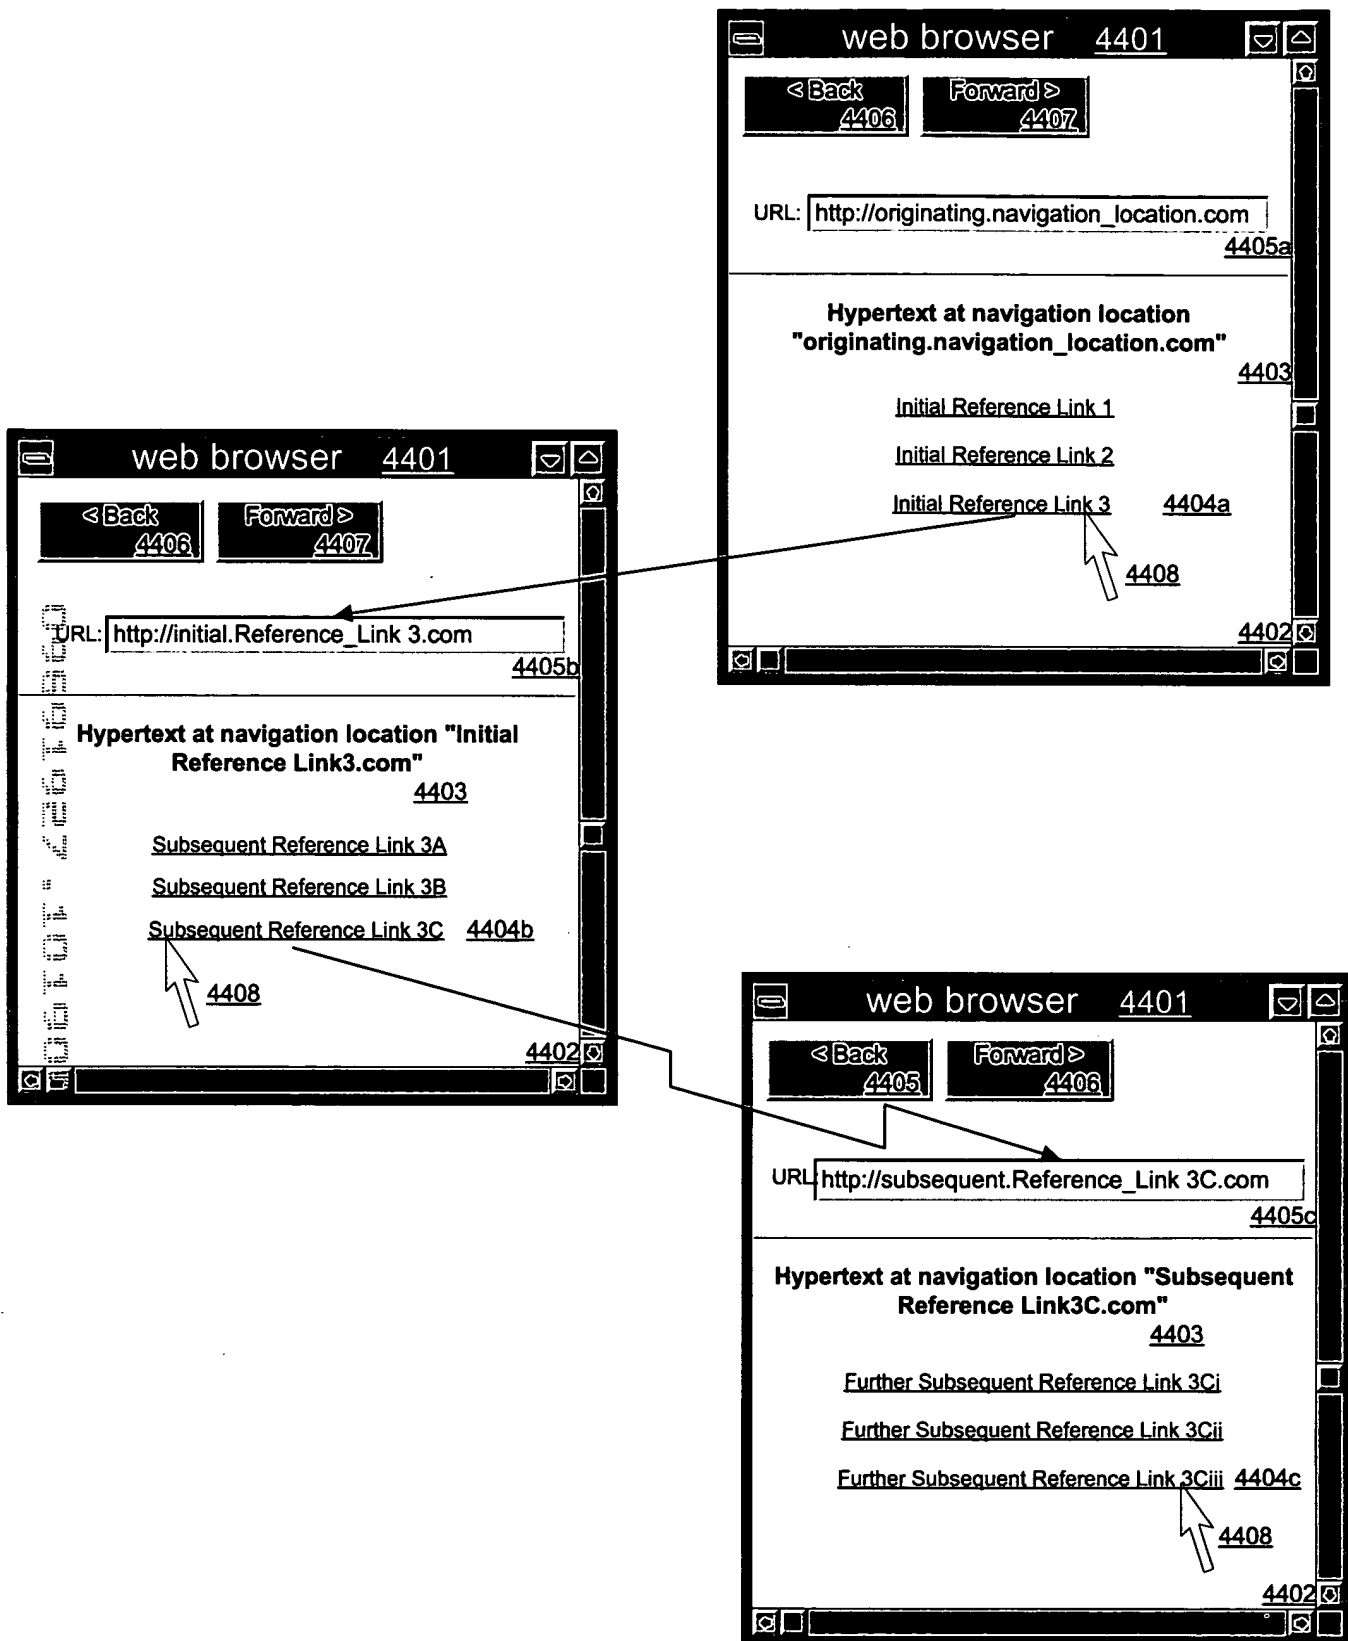 web browser 4401
< Back
4406
Forward >
4407
URL: http://originating.navigation_location.com
4405a
Hypertext at navigation location
"originating.navigation_location.com"
4403
Initial Reference Link 1
Initial Reference Link 2
Initial Reference Link 3 4404a
4408
4402
web browser 4401
< Back
4406
Forward >
4407
URL: http://initial.Reference_Link 3.com
4405b
Hypertext at navigation location "Initial
Reference Link3.com"
4403
Subsequent Reference Link 3A
Subsequent Reference Link 3B
Subsequent Reference Link 3C 4404b
4408
4402
web browser 4401
< Back
4405
Forward >
4406
URL http://subsequent.Reference_Link 3C.com
4405c
Hypertext at navigation location "Subsequent
Reference Link3C.com"
4403
Further Subsequent Reference Link 3Ci
Further Subsequent Reference Link 3Cii
Further Subsequent Reference Link 3Ciii 4404c
4408
4402